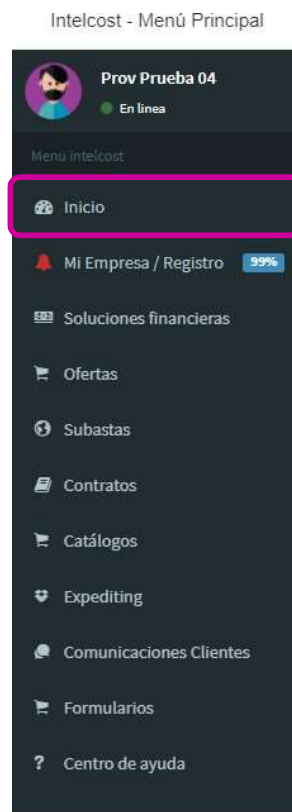 Intelcost - Menú Principal
Prov Prueba 04
En linea
Menu intelcost
Inicio
Mi Empresa / Registro 99%
Soluciones financieras
Ofertas
Subastas
Contratos
Catálogos
Expediting
Comunicaciones Clientes
Formularios
? Centro de ayuda